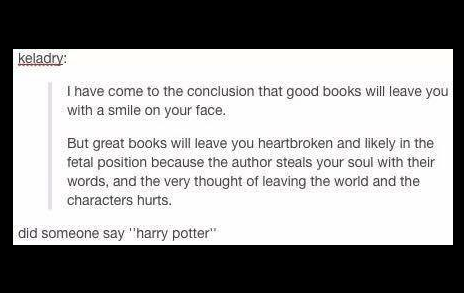 keladry:
I have come to the conclusion that good books will leave you
with a smile on your face.
But great books will leave you heartbroken and likely in the
fetal position because the author steals your soul with their
words, and the very thought of leaving the world and the
characters hurts.
did someone say ''harry potter''